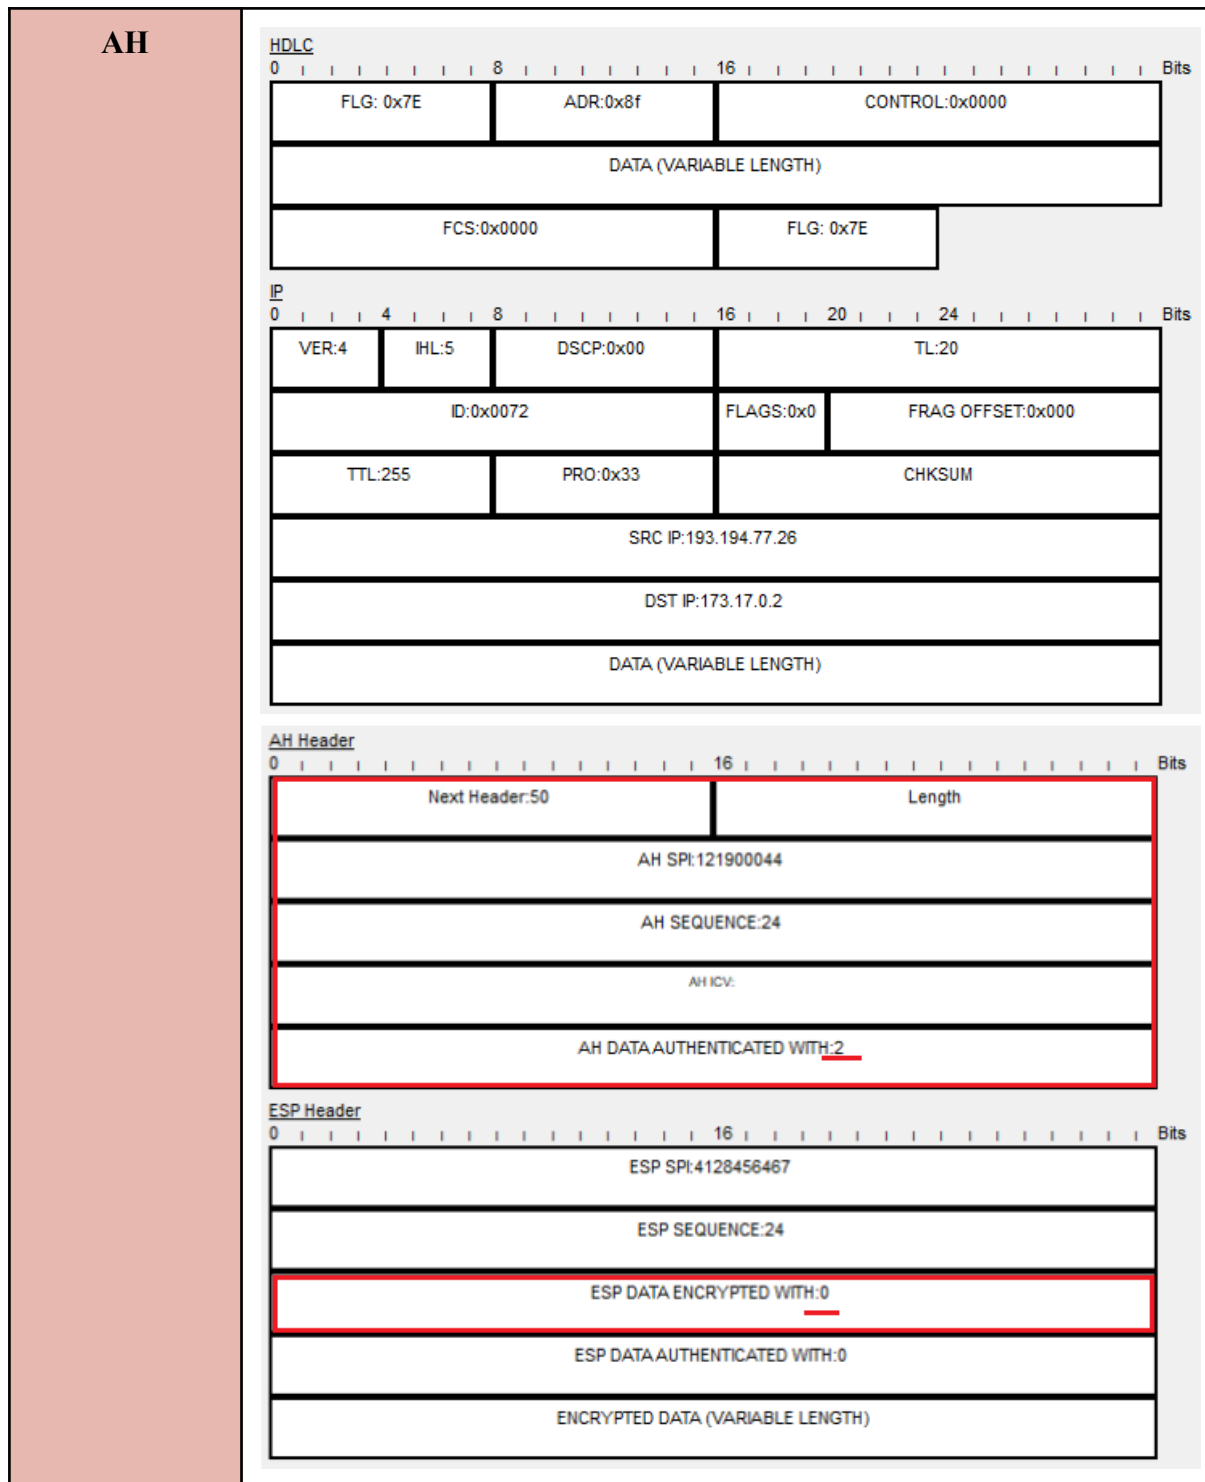 AH
HDLC
0 8 16 Bits
FLG: 0x7E ADR:0x8f CONTROL:0x0000
DATA (VARIABLE LENGTH)
FCS:0x0000 FLG: 0x7E
IP
0 4 8 16 20 24 Bits
VER:4 IHL:5 DSCP:0x00 TL:20
ID:0x0072 FLAGS:0x0 FRAG OFFSET:0x000
TTL:255 PRO:0x33 CHKSUM
SRC IP:193.194.77.26
DST IP:173.17.0.2
DATA (VARIABLE LENGTH)
AH Header
0 16 Bits
Next Header:50 Length
AH SPI:121900044
AH SEQUENCE:24
AH ICV:
AH DATA AUTHENTICATED WITH:2
ESP Header
0 16 Bits
ESP SPI:4128456467
ESP SEQUENCE:24
ESP DATA ENCRYPTED WITH:0
ESP DATA AUTHENTICATED WITH:0
ENCRYPTED DATA (VARIABLE LENGTH)